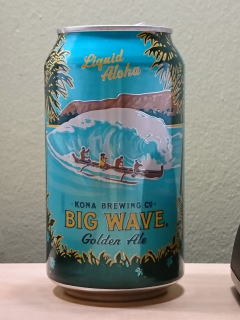 Liquid
Aloha
KONA BREWING CO
BIG WAVE
Golden Ale